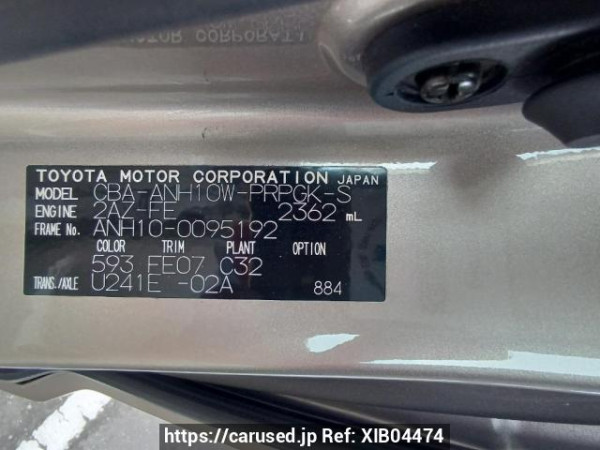 TOYOTA MOTOR CORPORATION JAPAN
MODEL CBA-ANH10W-PRPGK-S
ENGINE 2AZ-FE 2362 mL
FRAME No. ANH10-0095192
COLOR TRIM PLANT OPTION
593 FE07 C32
TRANS./AXLE U241E -02A 884
https://carused.jp Ref: XIB04474